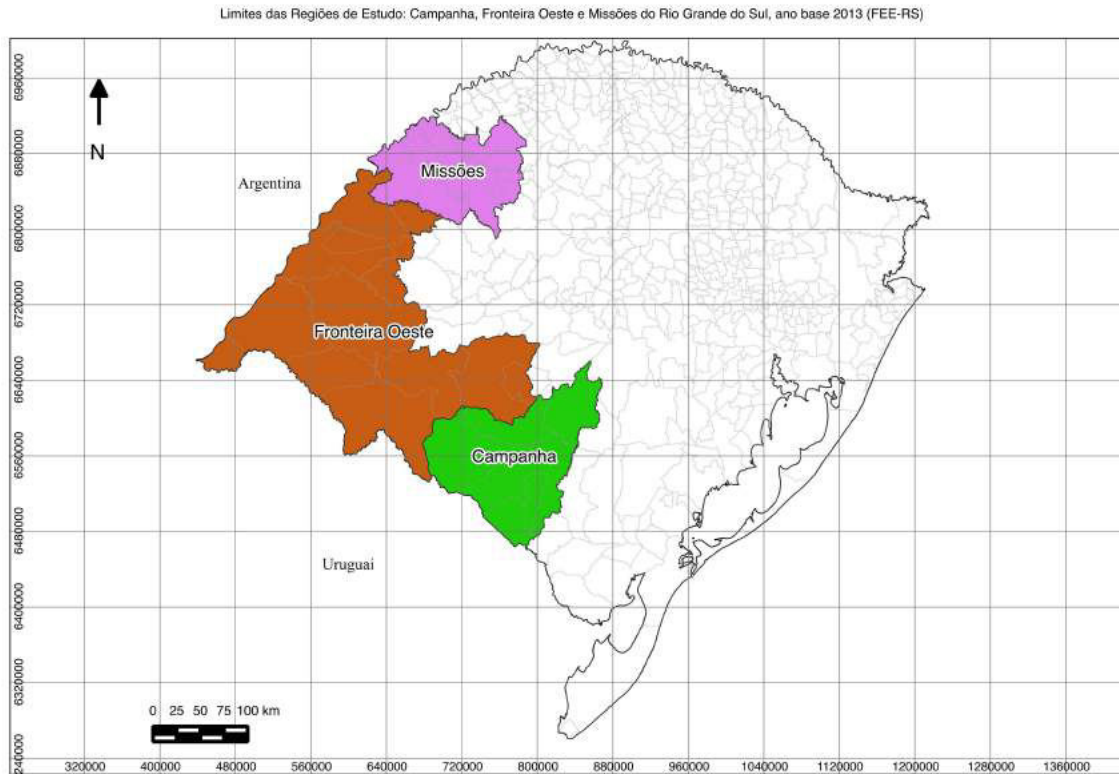 Limites das Regiões de Estudo: Campanha, Fronteira Oeste e Missões do Rio Grande do Sul, ano base 2013 (FEE-RS)
6960000
N
6880000
Missões
Argentina
6800000
6720000
Fronteira Oeste
6640000
6560000
Campanha
6480000
Uruguai
6400000
6320000
0 25 50 75 100 km
240000
320000 400000 480000 560000 640000 720000 800000 880000 960000 1040000 1120000 1200000 1280000 1360000